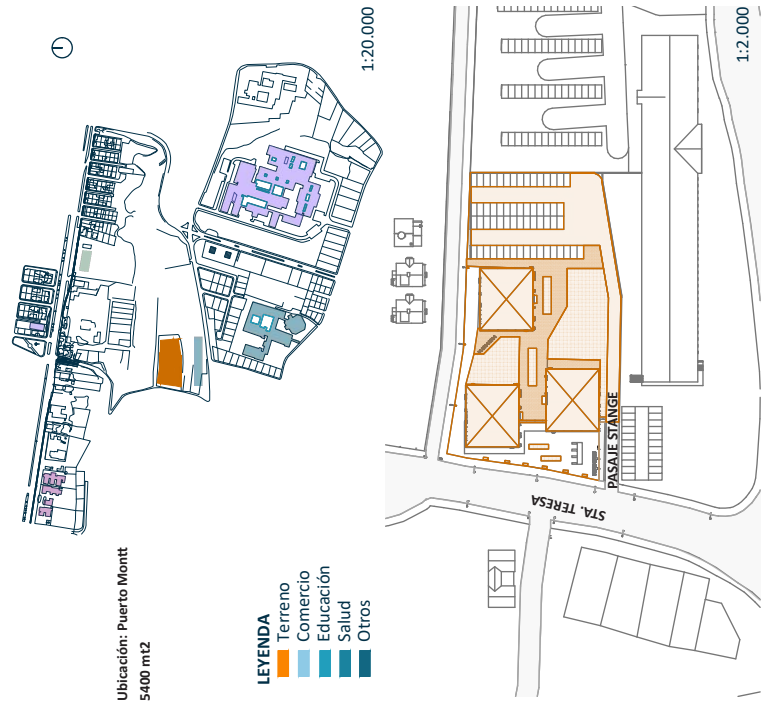 1:20.000
Ubicación: Puerto Montt
5400 mt2
LEYENDA
Terreno
Comercio
Educación
Salud
Otros
1:2.000
PASAJE STANGE
STA. TERESA